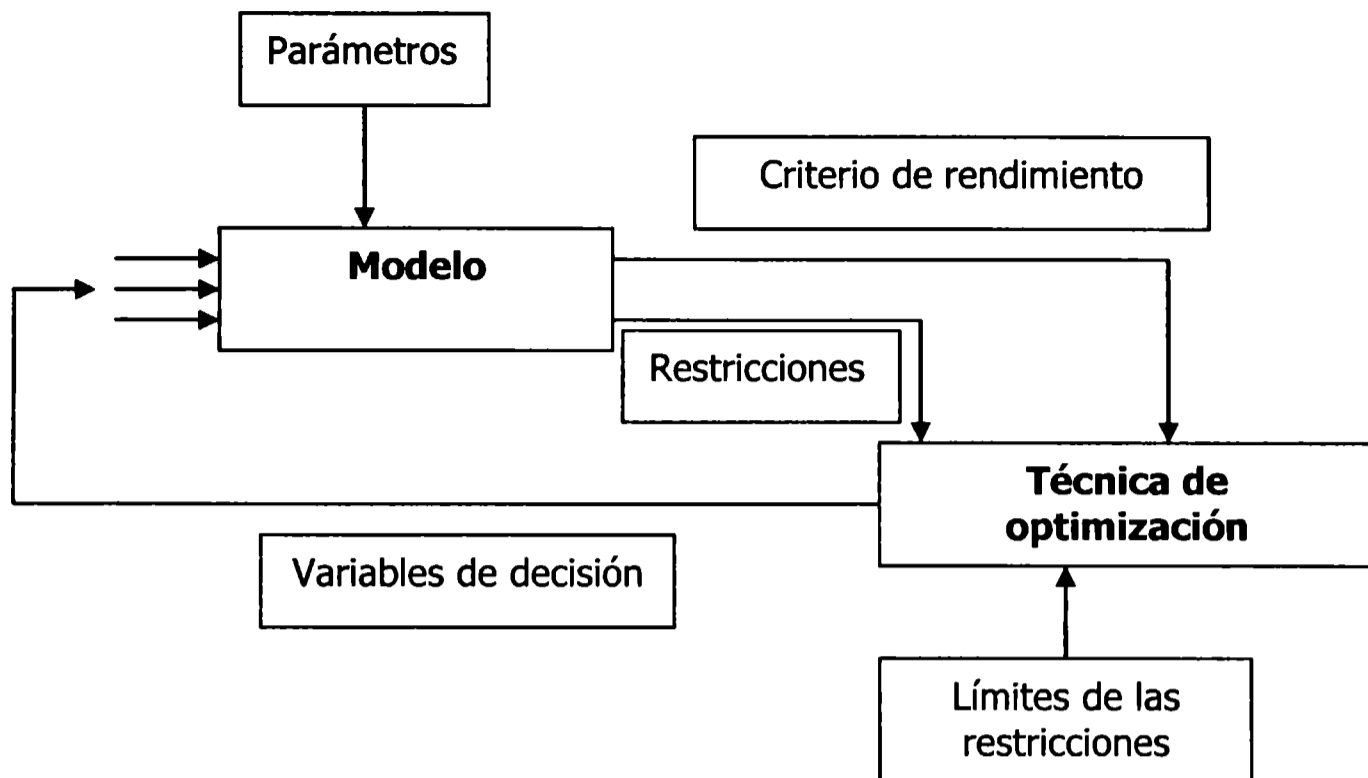 Parámetros
Criterio de rendimiento
Modelo
Restricciones
Técnica de
optimización
Variables de decisión
Límites de las
restricciones